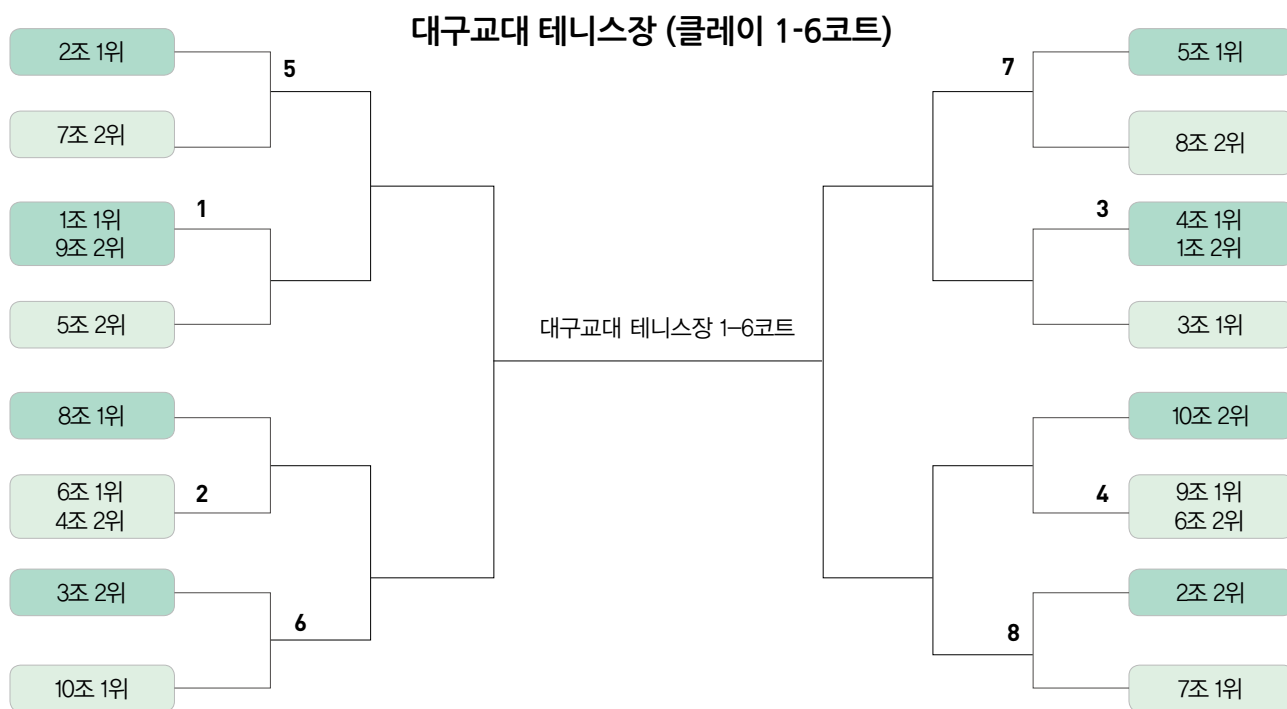 대구교대 테니스장 (클레이 1-6코트)
2조 1위
5
7조 2위
1조 1위
9조 2위
1
5조 2위
8조 1위
6조 1위
4조 2위
2
3조 2위
6
10조 1위
대구교대 테니스장 1-6코트
7
5조 1위
8조 2위
3
4조 1위
1조 2위
3조 1위
10조 2위
4
9조 1위
6조 2위
2조 2위
8
7조 1위